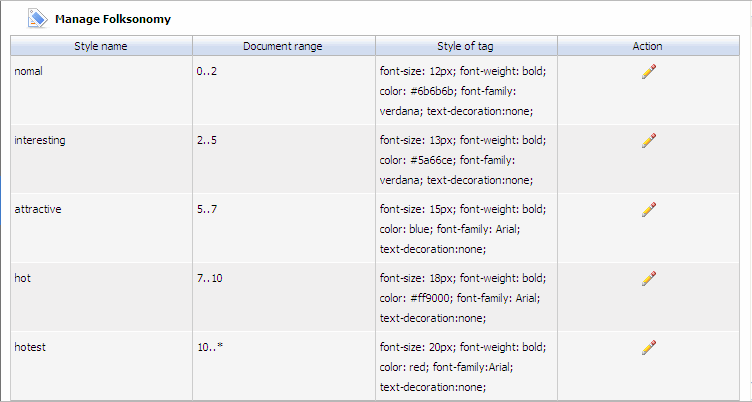 Manage Folksonomy
Style name Document range Style of tag Action
nomal 0..2 font-size: 12px; font-weight: bold;
color: #6b6b6b; font-family:
verdana; text-decoration:none;
interesting 2..5 font-size: 13px; font-weight: bold;
color: #5a66ce; font-family:
verdana; text-decoration:none;
attractive 5..7 font-size: 15px; font-weight: bold;
color: blue; font-family: Arial;
text-decoration:none;
hot 7..10 font-size: 18px; font-weight: bold;
color: #ff9000; font-family: Arial;
text-decoration:none;
hotest 10..* font-size: 20px; font-weight: bold;
color: red; font-family:Arial;
text-decoration:none;